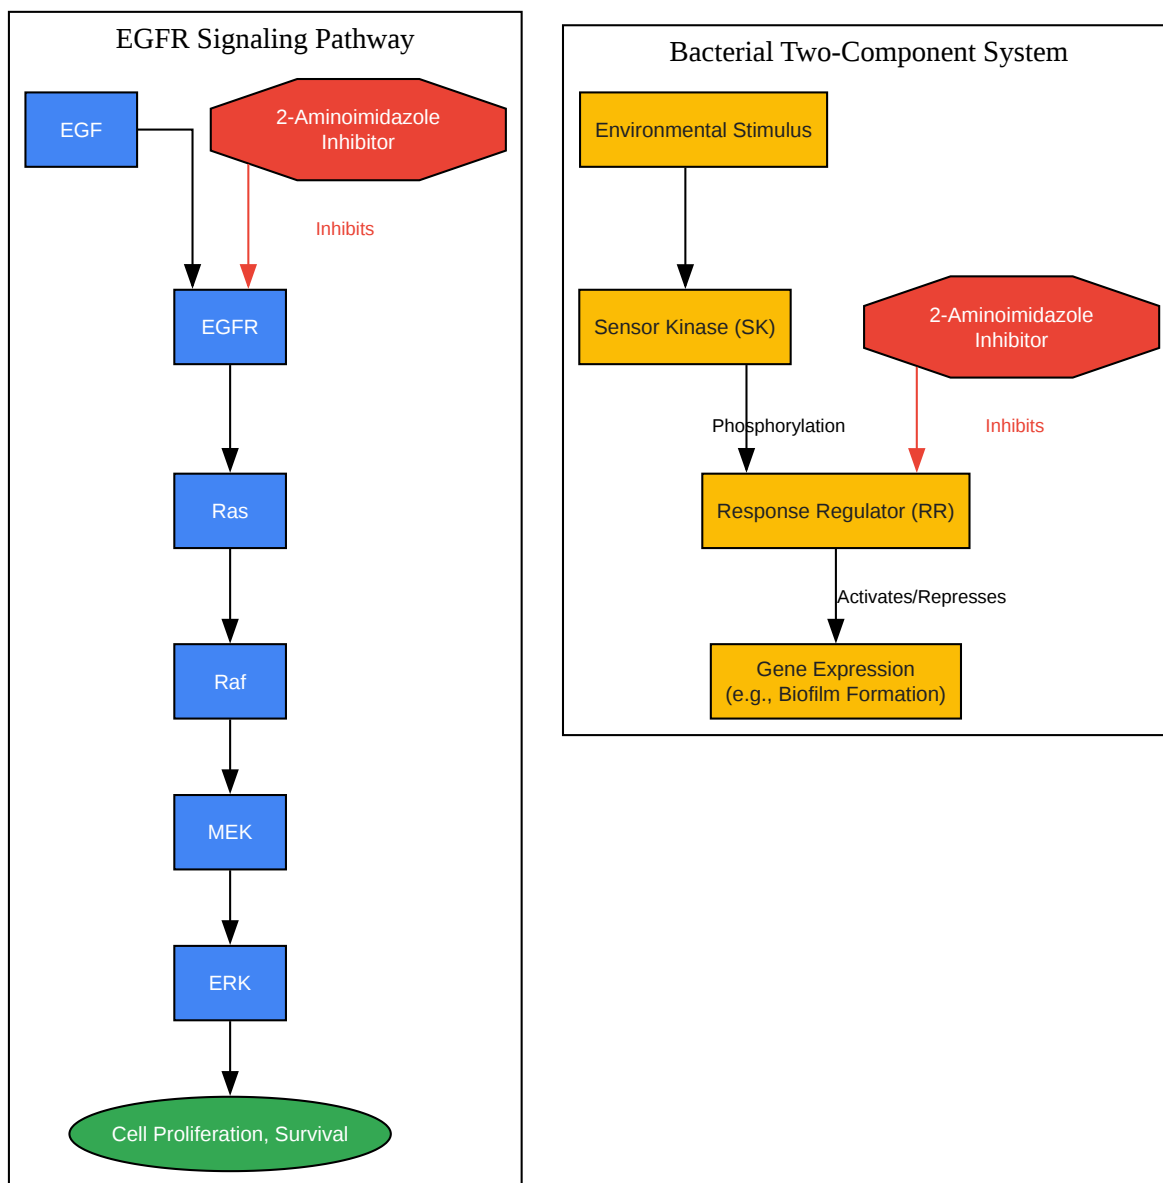 EGFR Signaling Pathway
EGF
2-Aminoimidazole
Inhibitor
Inhibits
EGFR
Ras
Raf
MEK
ERK
Cell Proliferation, Survival
Bacterial Two-Component System
Environmental Stimulus
Sensor Kinase (SK)
2-Aminoimidazole
Inhibitor
Phosphorylation
Inhibits
Response Regulator (RR)
Activates/Represses
Gene Expression
(e.g., Biofilm Formation)